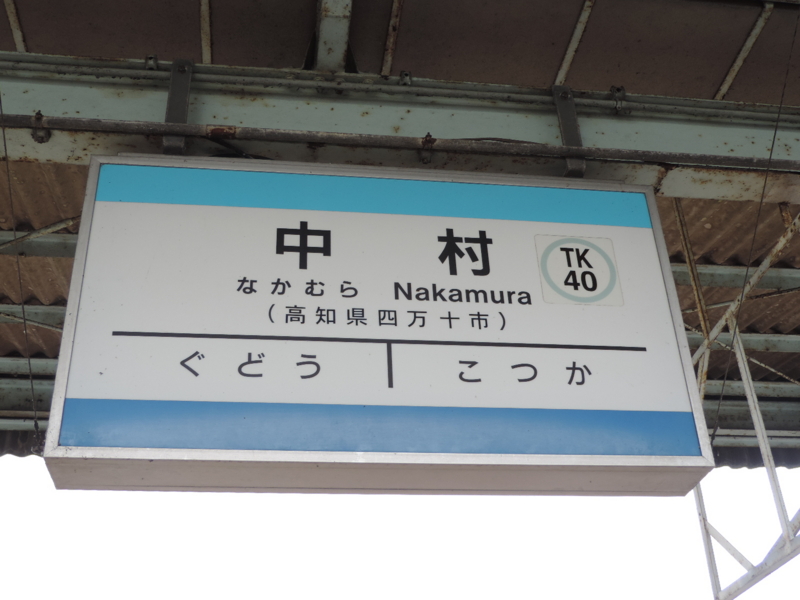 中村
TK
40
なかむら Nakamura
(高知県四万十市)
ぐどう こつか